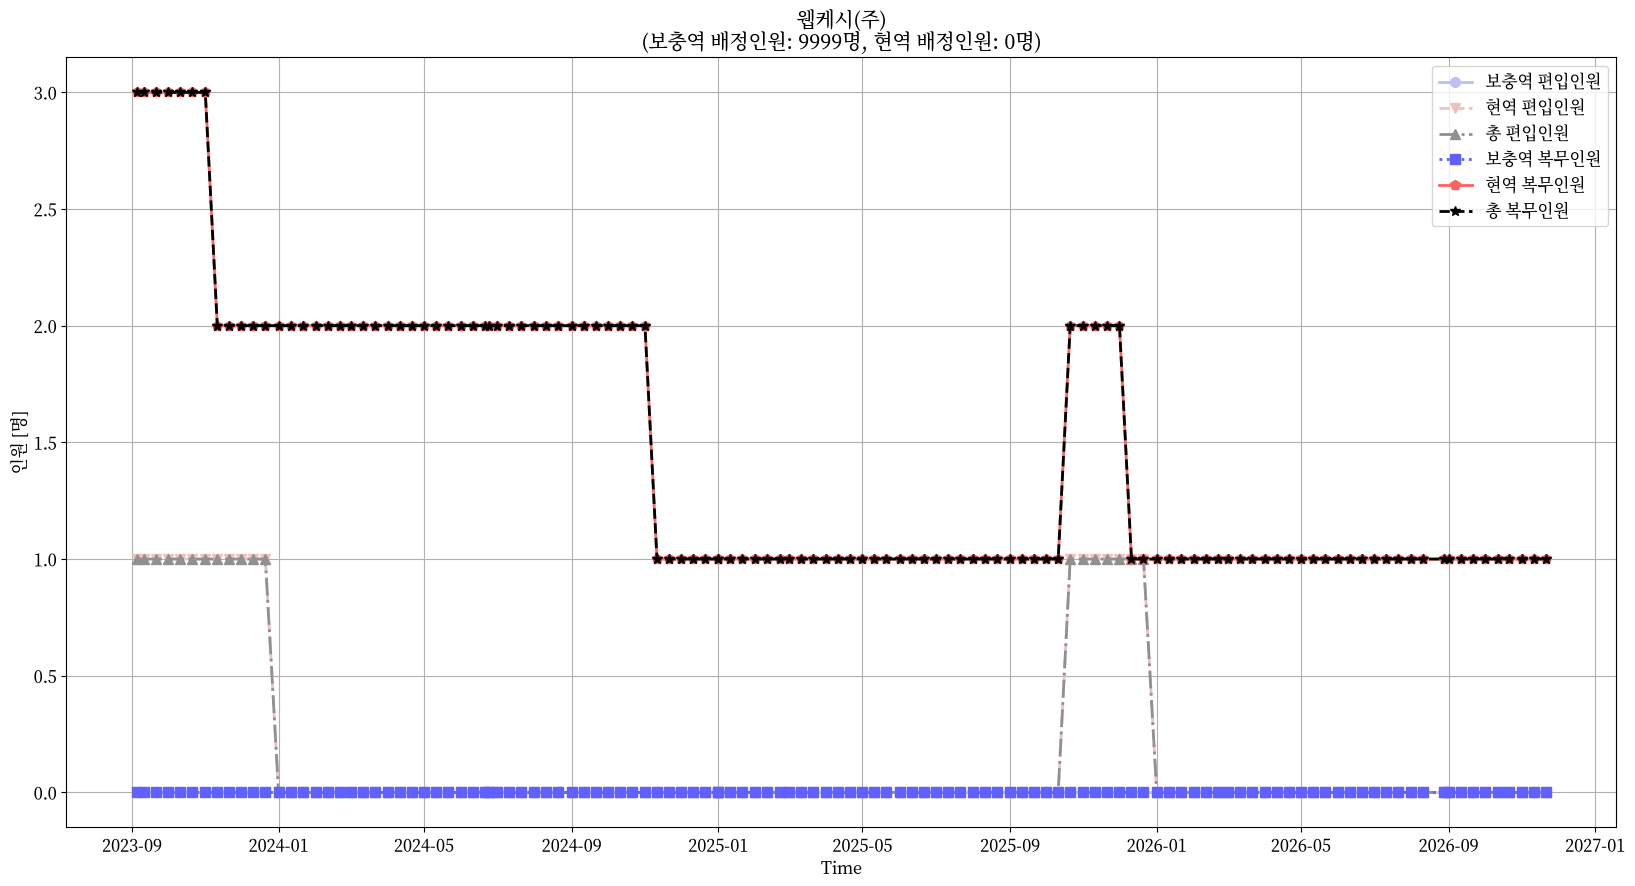 웹케시(주)
(보충역 배정인원: 9999명, 현역 배정인원: 0명)
보충역 편입인원
현역 편입인원
총 편입인원
보충역 복무인원
현역 복무인원
총 복무인원
인원 [명]
3.0
2.5
2.0
1.5
1.0
0.5
0.0
2023-09
2024-01
2024-05
2024-09
2025-01
2025-05
2025-09
2026-01
2026-05
2026-09
2027-01
Time